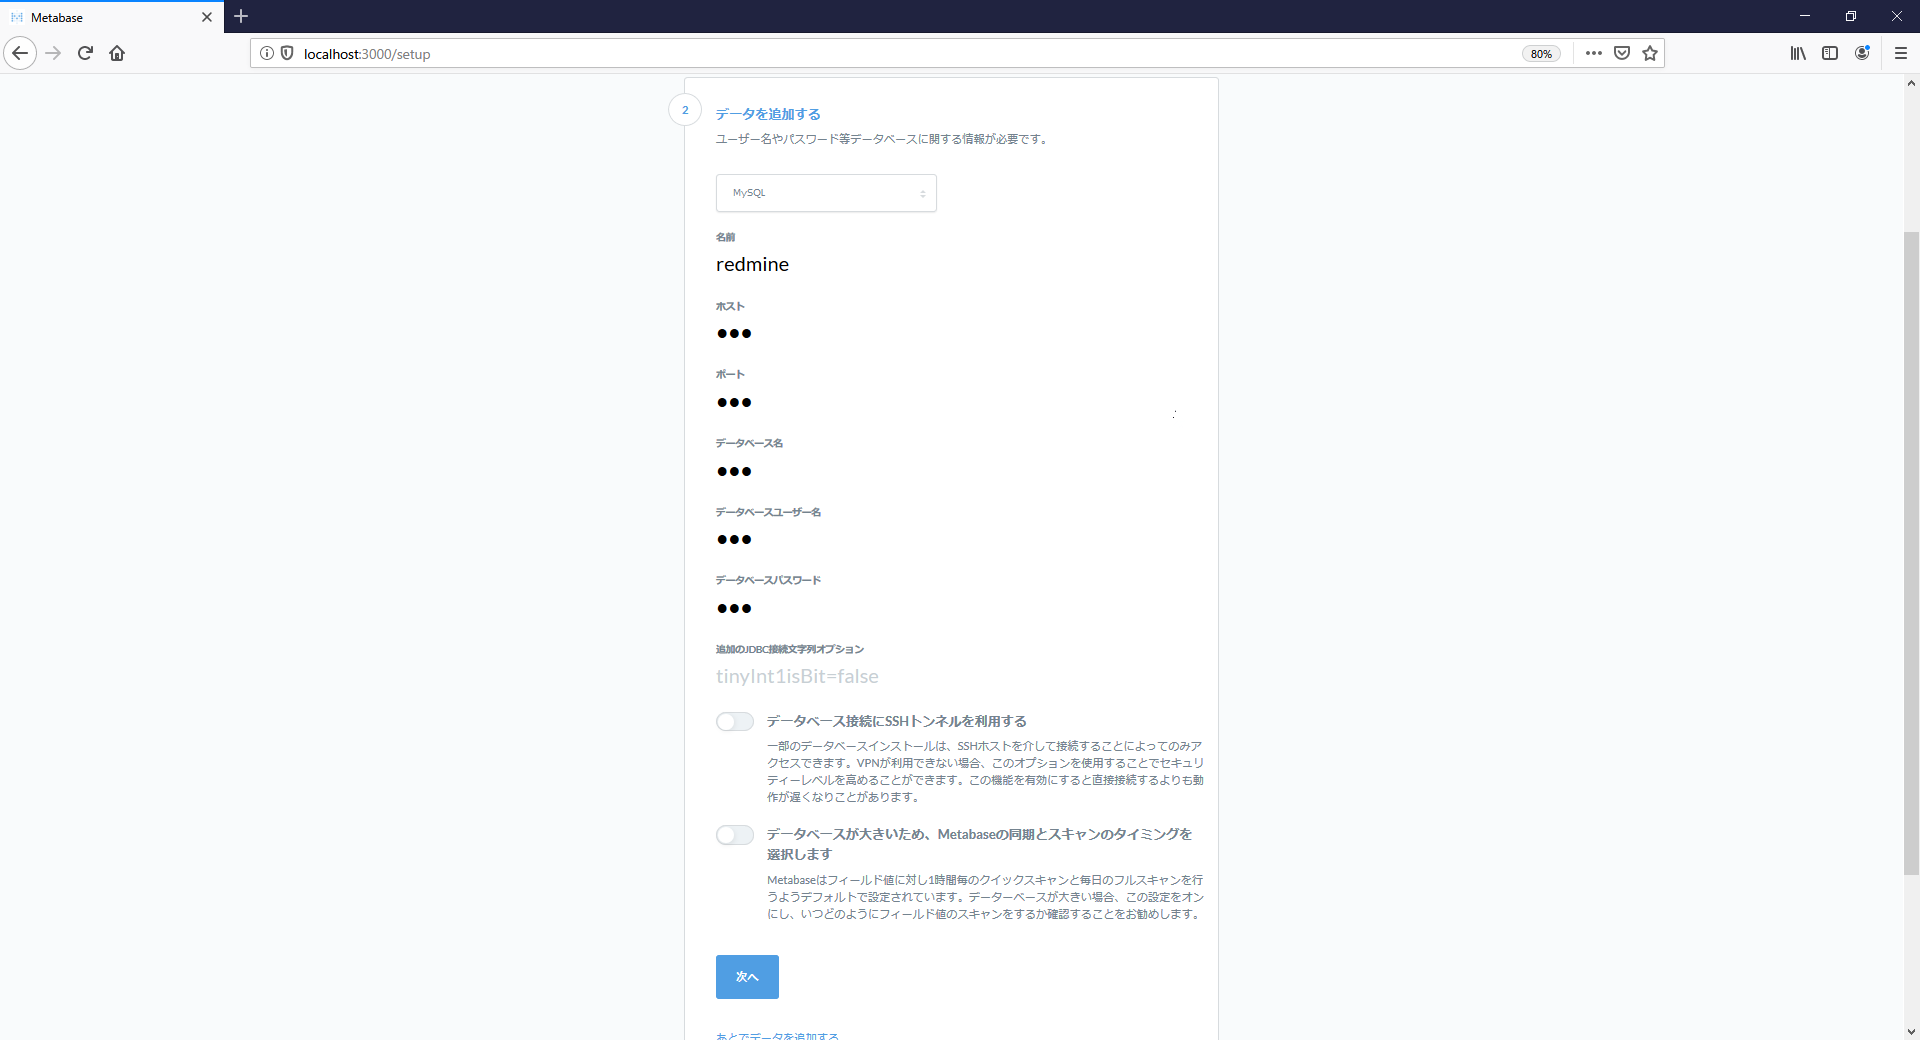 Metabase
localhost:3000/setup
80%
2
データを追加する
ユーザー名やパスワード等データベースに関する情報が必要です。
MySQL
名前
redmine
ホスト
●●●
ポート
●●●
データベース名
●●●
データベースユーザー名
●●●
データベースパスワード
●●●
追加のJDBC接続文字列オプション
tinyInt1isBit=false
データベース接続にSSHトンネルを利用する
一部のデータベースインストールは、SSHホストを介して接続することによってのみア
クセスできます。VPNが利用できない場合、このオプションを使用することでセキュリ
ティーレベルを高めることができます。この機能を有効にすると直接接続するよりも動
作が遅くなりことがあります。
データベースが大きいため、Metabaseの同期とスキャンのタイミングを
選択します
Metabaseはフィールド値に対し1時間毎のクイックスキャンと毎日のフルスキャンを行
うようデフォルトで設定されています。データーベースが大きい場合、この設定をオン
にし、いつどのようにフィールド値のスキャンをするか確認することをお勧めします。
次へ
あとでデータを追加する